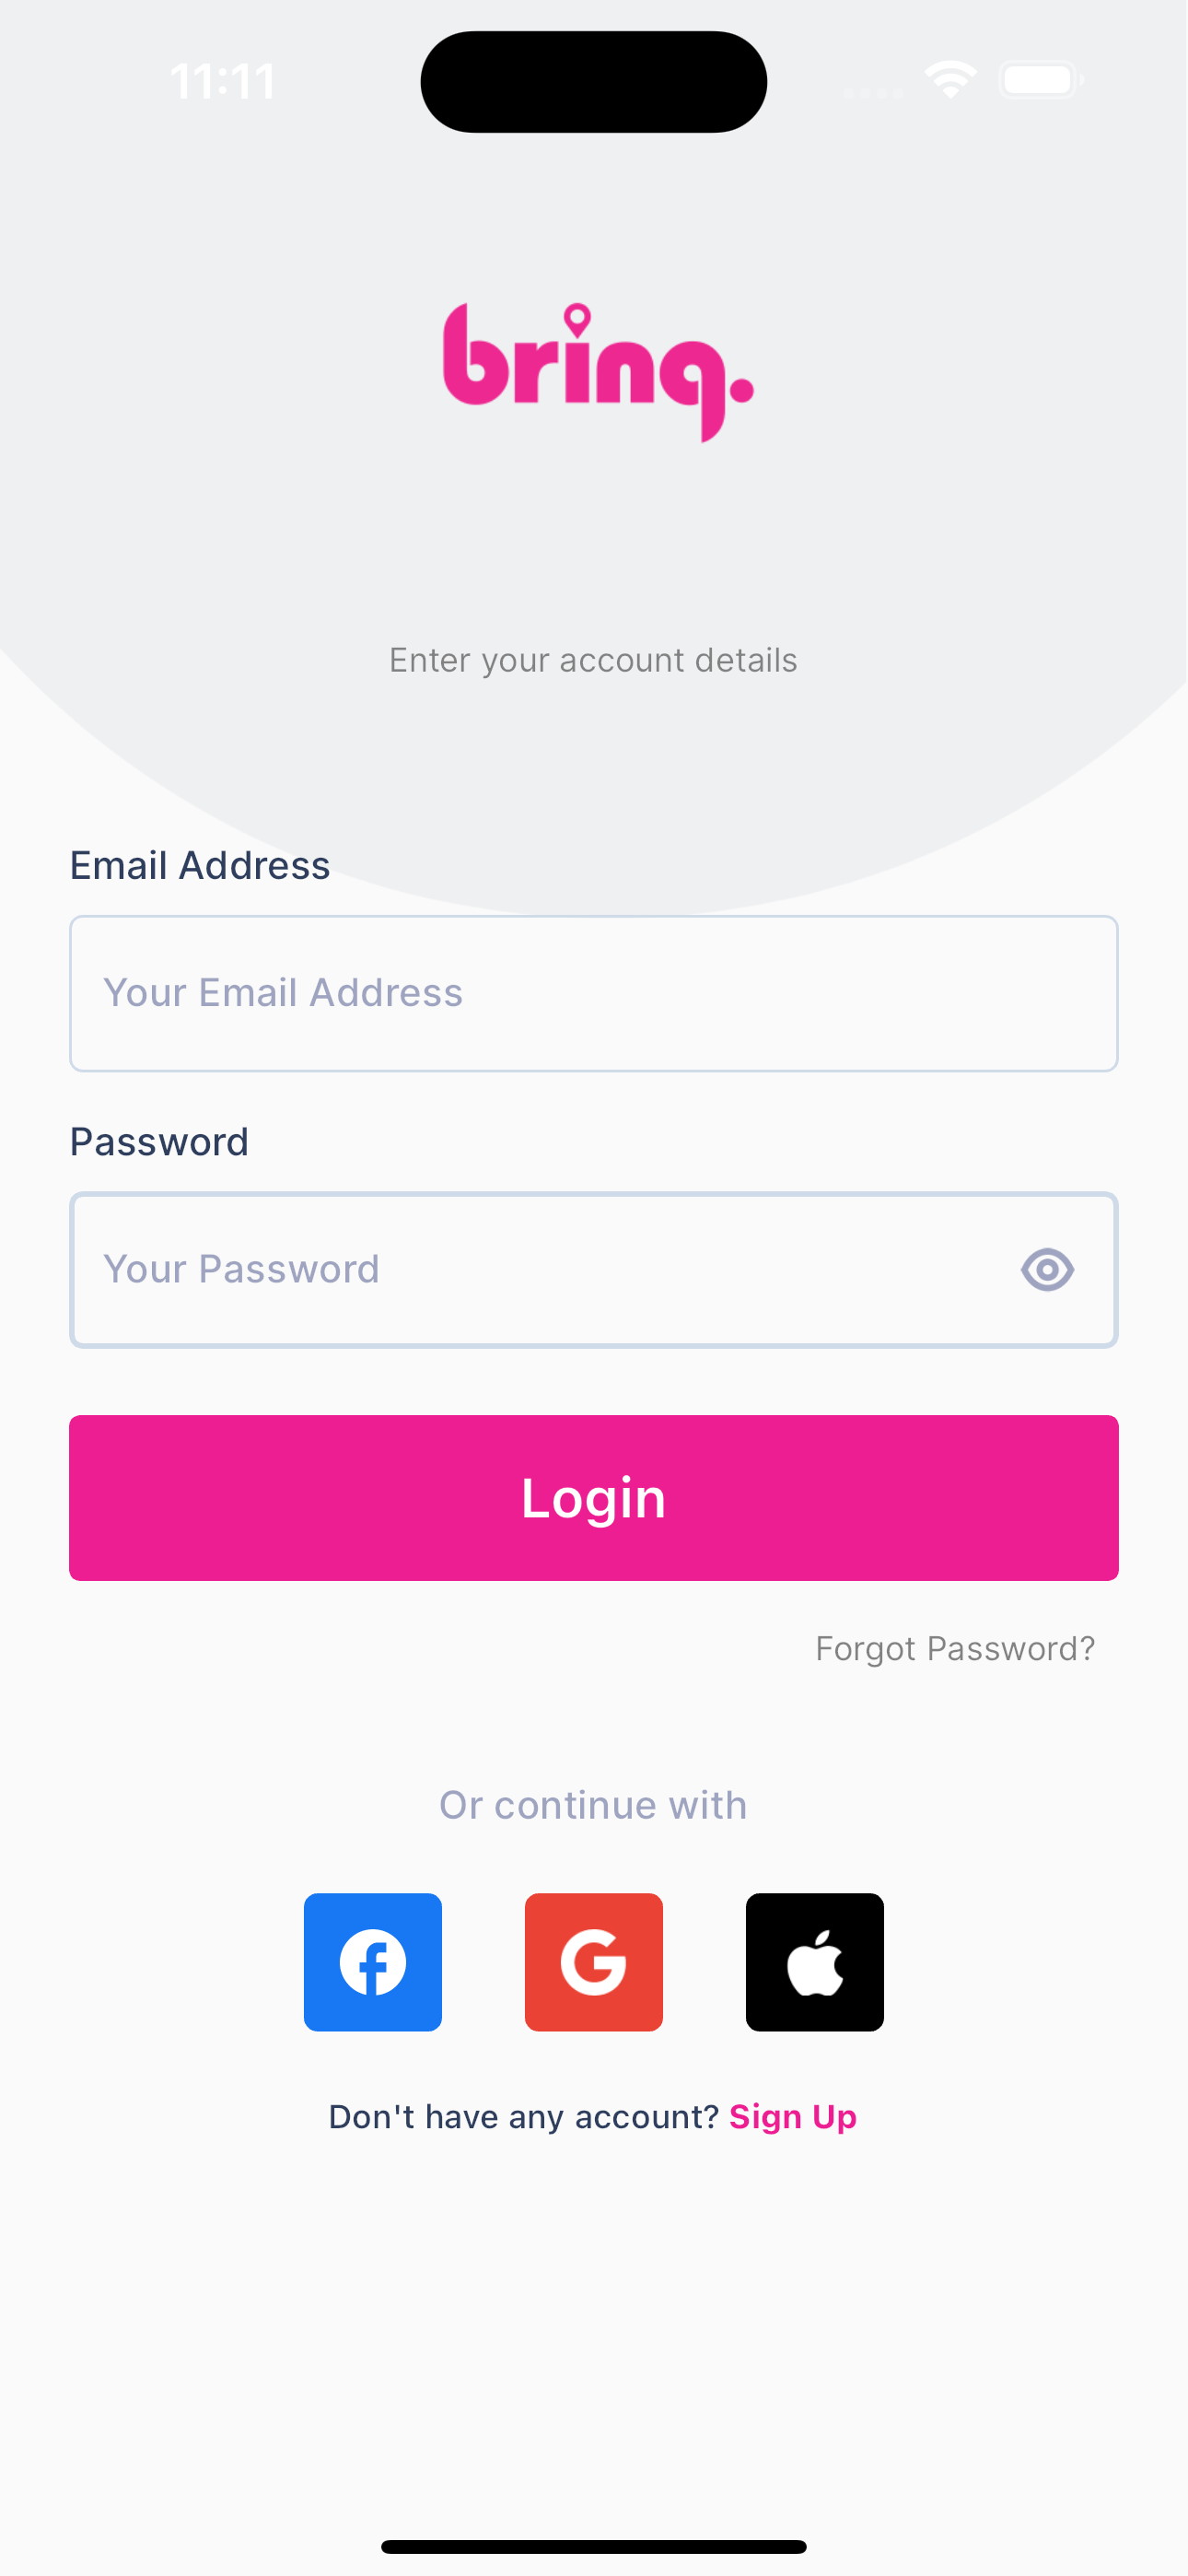 11:11
brinq.
Enter your account details
Email Address
Your Email Address
Password
Your Password
Login
Forgot Password?
Or continue with
Don't have any account? Sign Up